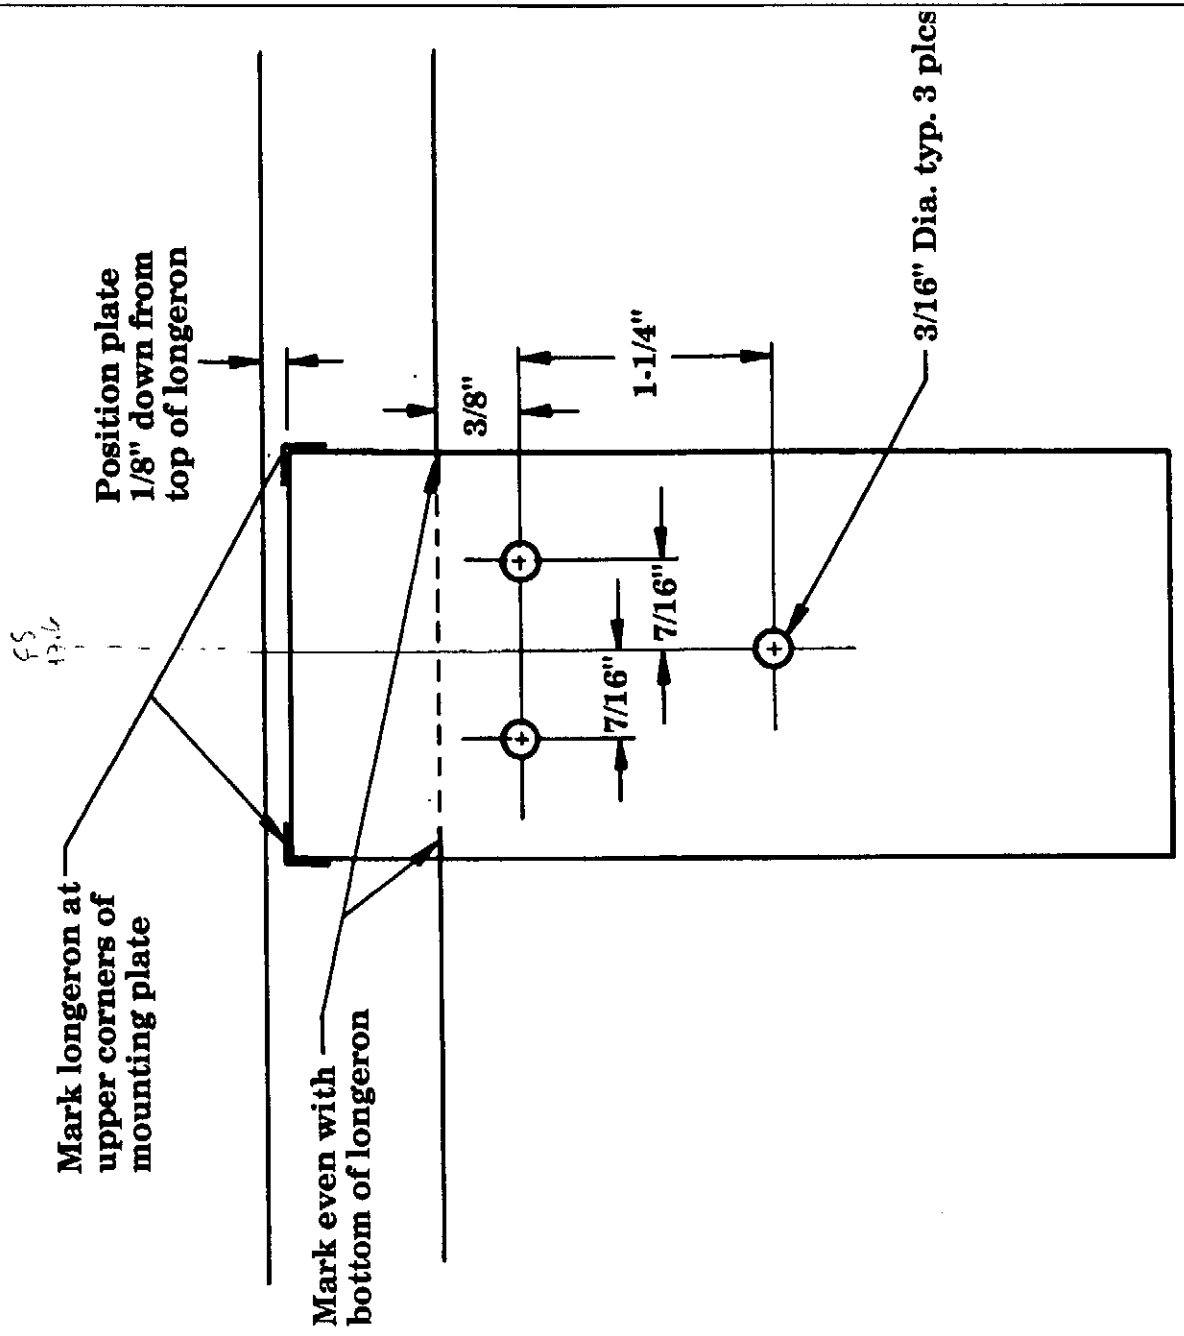 Mark longeron at
upper corners of
mounting plate
Position plate
1/8" down from
top of longeron
Mark even with
bottom of longeron
3/8"
1-1/4"
7/16"
7/16"
3/16" Dia. typ. 3 plcs
FS